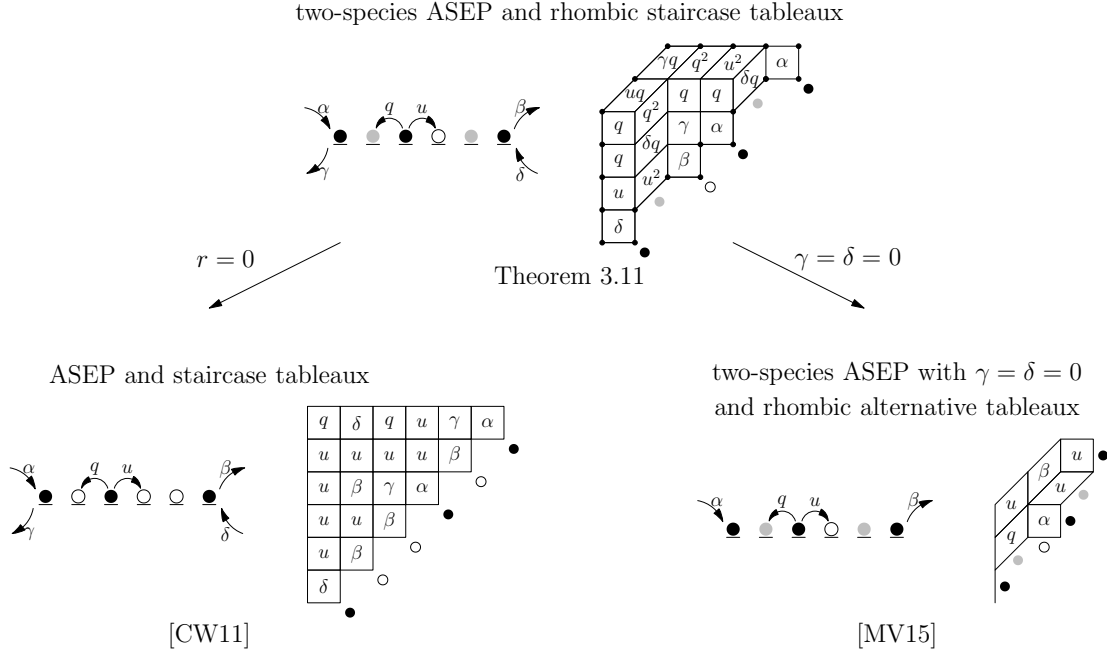 two-species ASEP and rhombic staircase tableaux
α q u β
γ δ
γq q² u² α
uq q q δq
q q² γ α
q δq β
u u²
δ
Theorem 3.11
r = 0
γ = δ = 0
ASEP and staircase tableaux
two-species ASEP with γ = δ = 0
and rhombic alternative tableaux
α q u β
γ δ
q δ q u γ α
u u u u β
u β γ α
u u β
u β
δ
α q u β
u
β u
u α
q
[CW11]
[MV15]